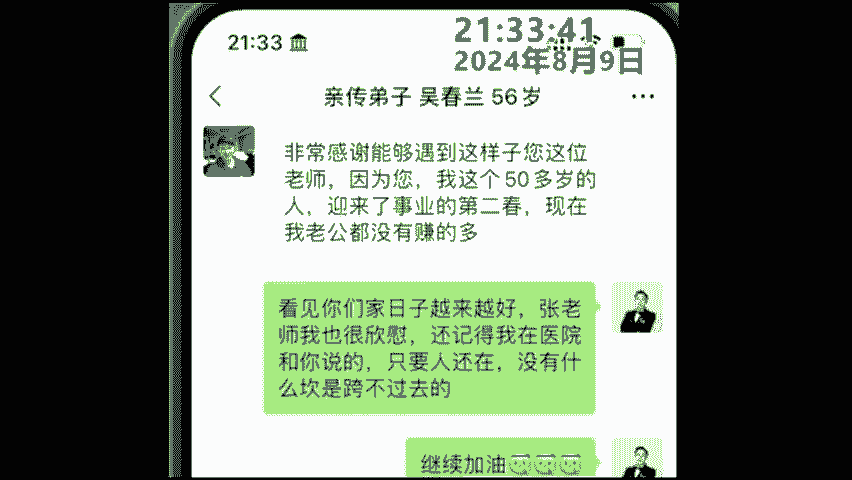 21:33
21:33:41
2024年8月9日
亲传弟子 吴春兰 56岁
非常感谢能够遇到这样子您这位
老师，因为您，我这个50多岁的
人，迎来了事业的第二春，现在
我老公都没有赚的多
看见你们家日子越来越好，张老
师我也很欣慰，还记得我在医院
和你说的，只要人还在，没有什
么坎是跨不过去的
继续加油